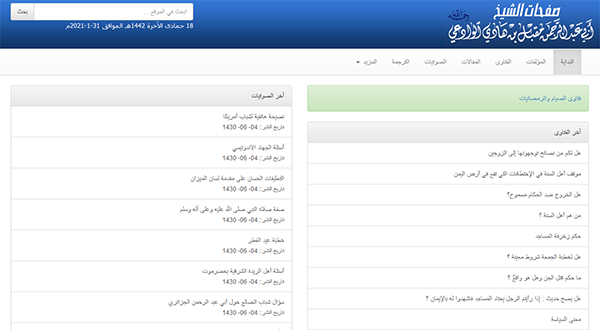 صفحات الشيخ
رحمه الله
أبي عبد الرحمن مقبل بن هادي الوادعي
ابحث في الموقع ...
بحث
18 جمادى الآخرة 1442هـ الموافق 31-1-2021م
البداية
المؤلفات
الفتاوى
المقالات
الصوتيات
الترجمة
المزيد
فتاوى الصيام والرمضانيات
آخر الفتاوى
هل لكم من نصائح توجهونها إلى الزوجين
موقف أهل السنة في الإختطافات التي تقع في أرض اليمن
هل الخروج ضد الحكام مسموح؟
من هم أهل السنة ؟
حكم زخرفة المساجد
هل لخطبة الجمعة شروط معينة ؟
ما حكم قتل الجن وهل هو واقعٌ ؟
هل يصح حديث : إذا رأيتم الرجل يعتاد المساجد فاشهدوا له بالإيمان ؟
معنى السياسة
آخر الصوتيات
نصيحة هاتفية لشباب أمريكا
تاريخ النشر: 04- 06- 1430
أسئلة الجهاد الاندونيسي
تاريخ النشر: 04- 06- 1430
التعليقات الحسان على مقدمة لسان الميزان
تاريخ النشر: 04- 06- 1430
صفة صلاة النبي صلى الله عليه وعلى آله وسلم
تاريخ النشر: 04- 06- 1430
خطبة عيد الفطر
تاريخ النشر: 04- 06- 1430
أسئلة أهل الريدة الشرقية بحضرموت
تاريخ النشر: 04- 06- 1430
سؤال شباب الضالع حول أبي عبد الرحمن الجزائري
تاريخ النشر: 04- 06- 1430